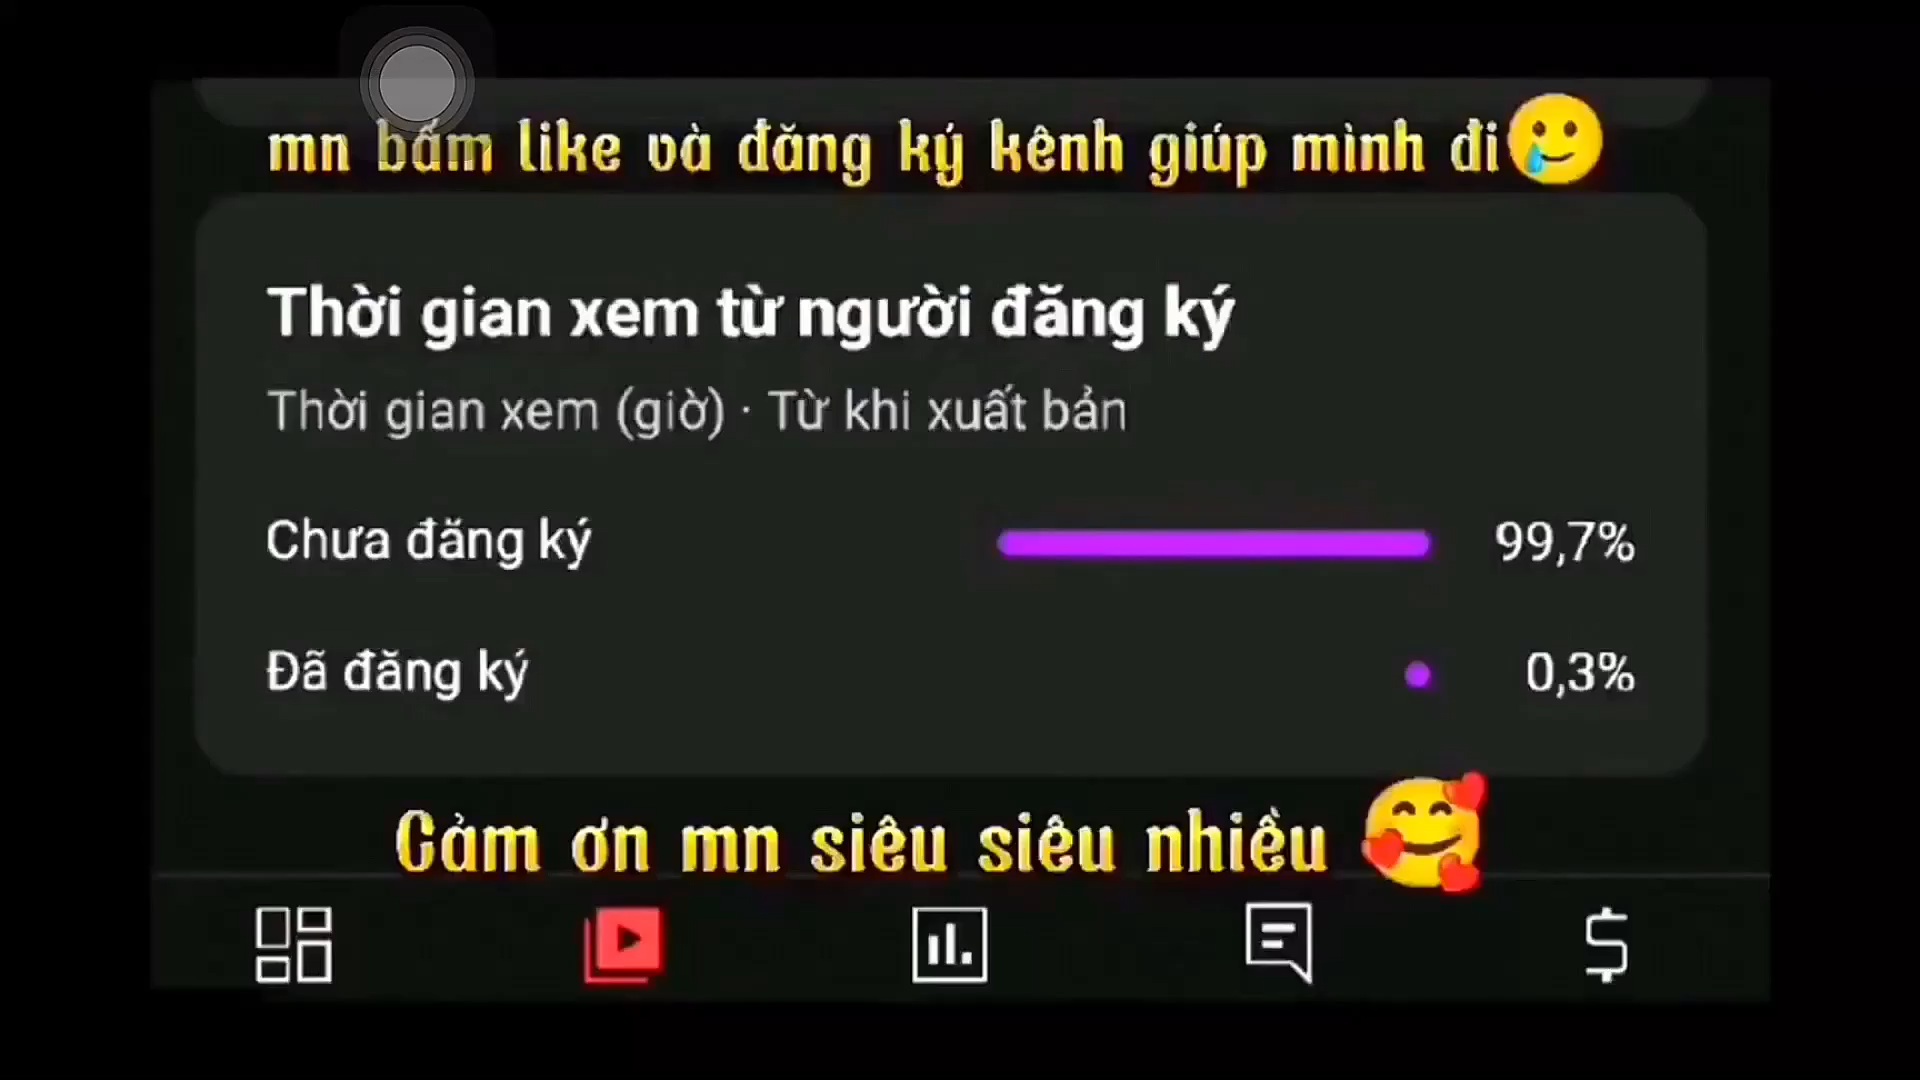 mn bấm like và đăng ký kênh giúp mình đi🥲
Thời gian xem từ người đăng ký
Thời gian xem (giờ) · Từ khi xuất bản
Chưa đăng ký 99,7%
Đã đăng ký 0,3%
Cảm ơn mn siêu siêu nhiều 🥰